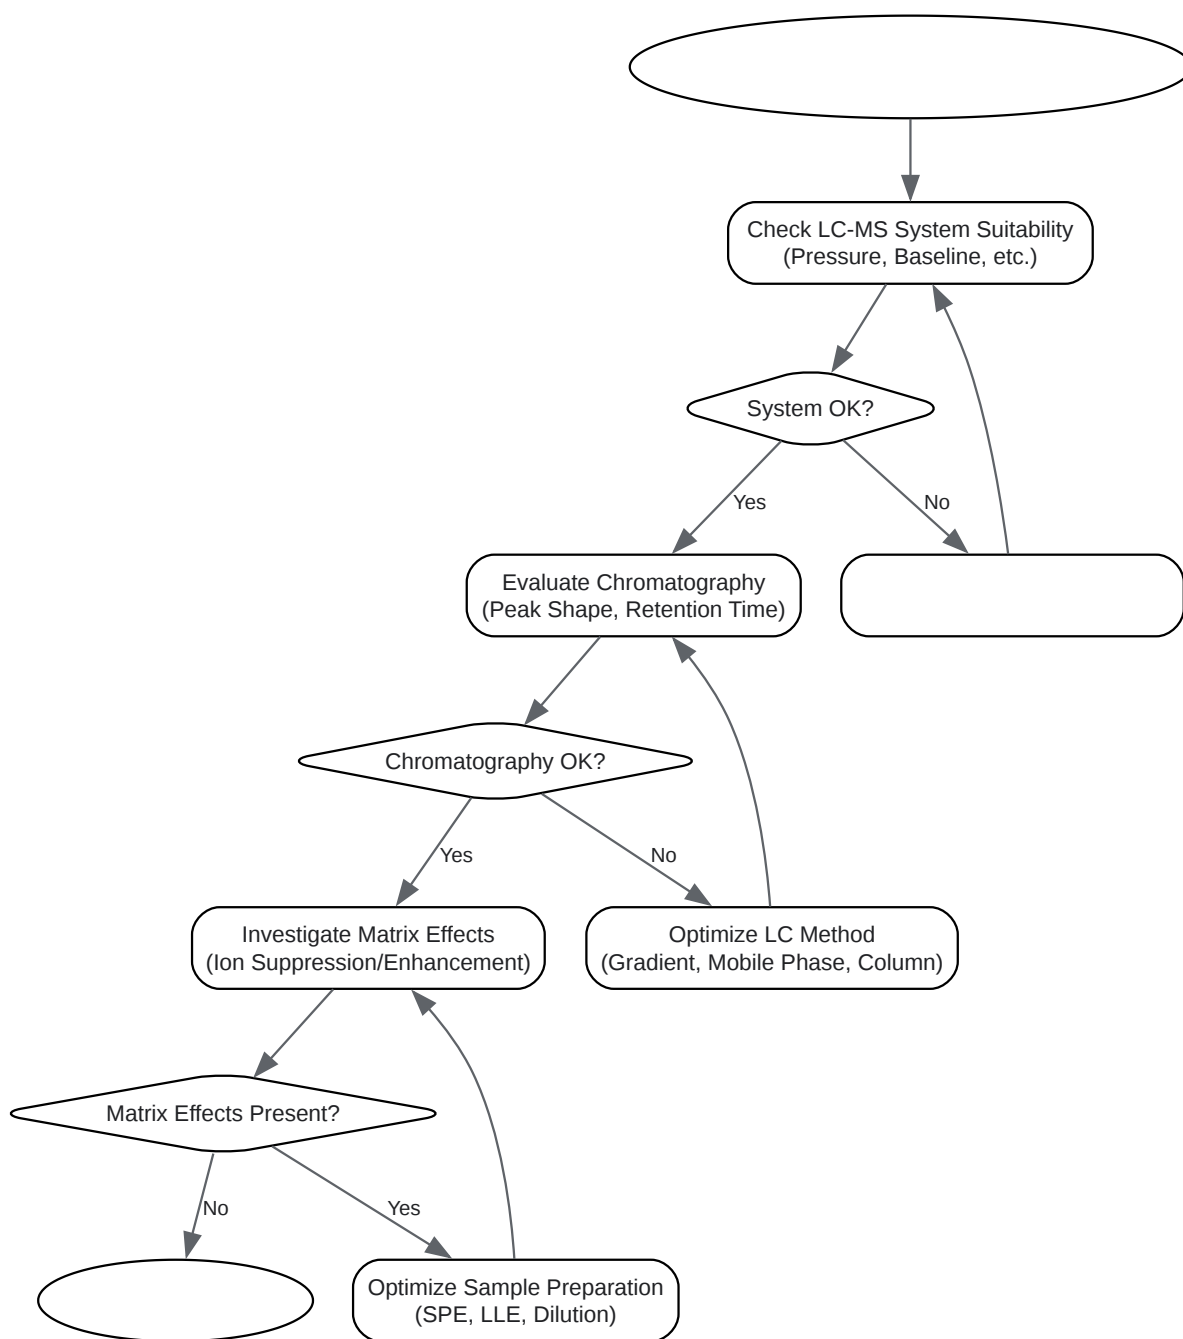 Check LC-MS System Suitability
(Pressure, Baseline, etc.)
System OK?
Yes
No
Evaluate Chromatography
(Peak Shape, Retention Time)
Chromatography OK?
Yes
No
Investigate Matrix Effects
(Ion Suppression/Enhancement)
Optimize LC Method
(Gradient, Mobile Phase, Column)
Matrix Effects Present?
No
Yes
Optimize Sample Preparation
(SPE, LLE, Dilution)